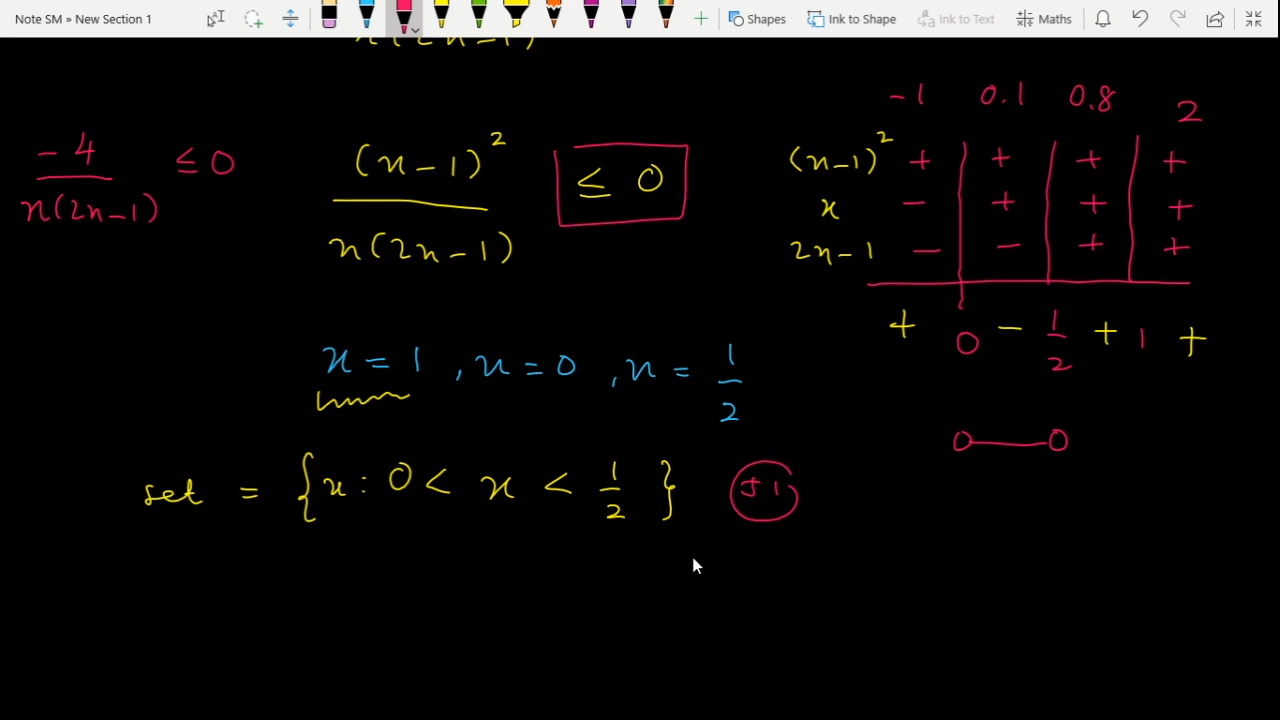 Note SM » New Section 1
Shapes
Ink to Shape
Ink to Text
Maths
-4 / x(2x-1) ≤ 0
(x-1)² / x(2x-1) ≤ 0
x = 1 , x = 0 , x = 1/2
set = {x : 0 < x < 1/2}
-1 0.1 0.8 2
(x-1)² + + + +
x - + + +
2x-1 - - + +
+ 0 - 1/2 + 1 +